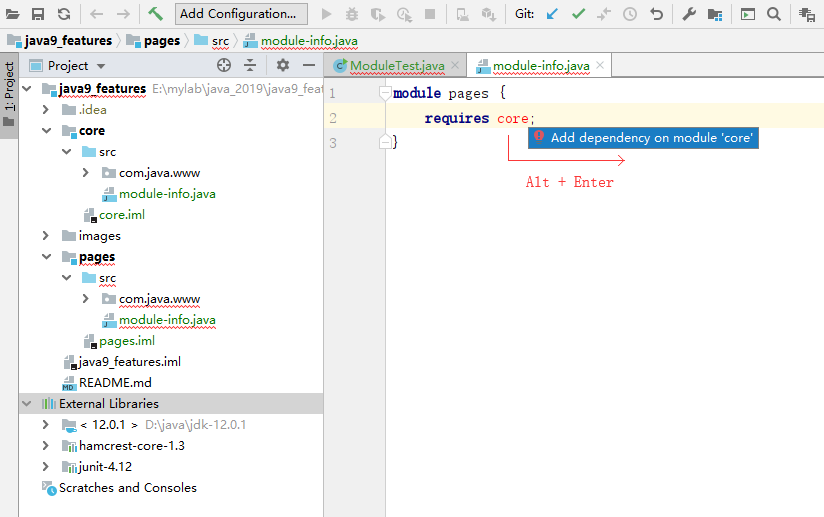 Add Configuration...
Git:
java9_features
pages
src
module-info.java
1: Project
Project
ModuleTest.java
module-info.java
java9_features E:\mylab\java_2019\java9_feat
.idea
core
src
com.java.www
module-info.java
core.iml
images
pages
src
com.java.www
module-info.java
pages.iml
java9_features.iml
README.md
External Libraries
< 12.0.1 > D:\java\jdk-12.0.1
hamcrest-core-1.3
junit-4.12
Scratches and Consoles
1 module pages {
2 requires core;
3 }
Add dependency on module 'core'
Alt + Enter